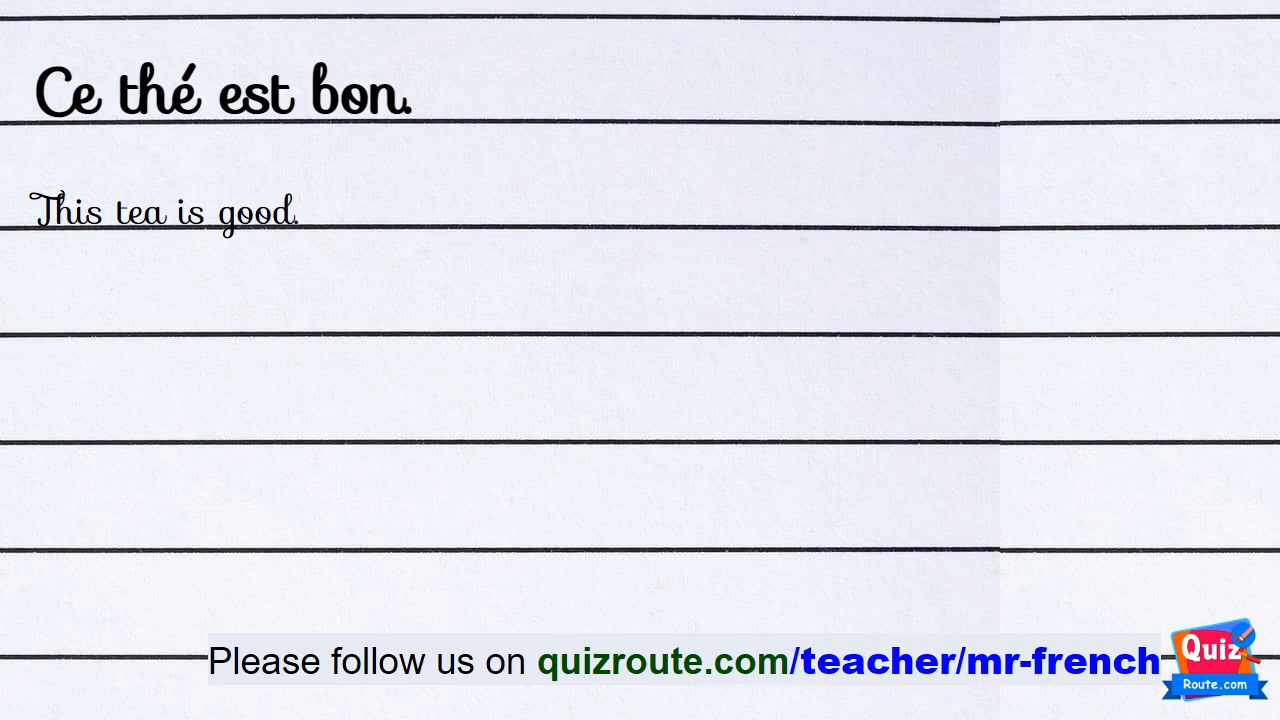 Ce thé est bon.
This tea is good.
Please follow us on quizroute.com/teacher/mr-french
Quiz
Route.com